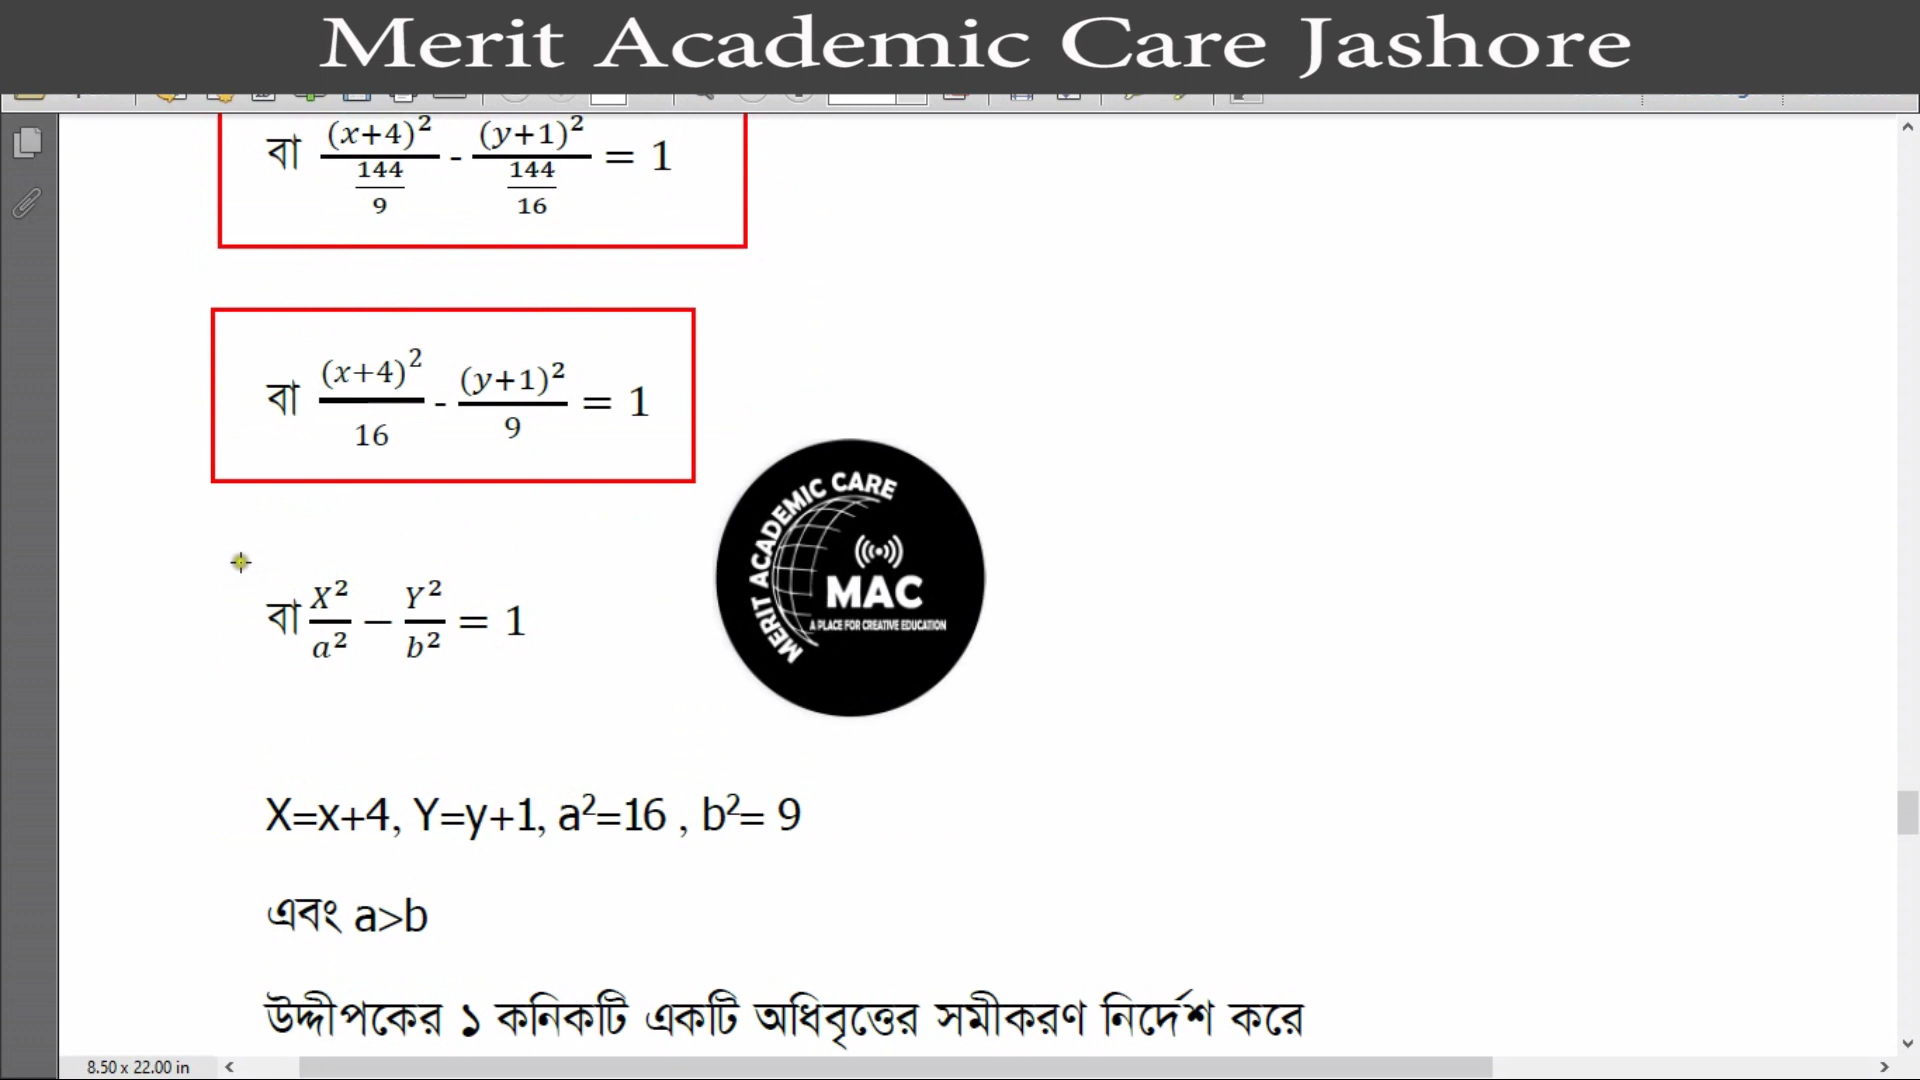 Merit Academic Care Jashore
বা (x+4)²/(144/9) - (y+1)²/(144/16) = 1
বা (x+4)²/16 - (y+1)²/9 = 1
বা X²/a² − Y²/b² = 1
MERIT ACADEMIC CARE
MAC
A PLACE FOR CREATIVE EDUCATION
X=x+4, Y=y+1, a²=16 , b²= 9
এবং a>b
উদ্দীপকের ১ কনিকটি একটি অধিবৃত্তের সমীকরণ নির্দেশ করে
8.50 x 22.00 in